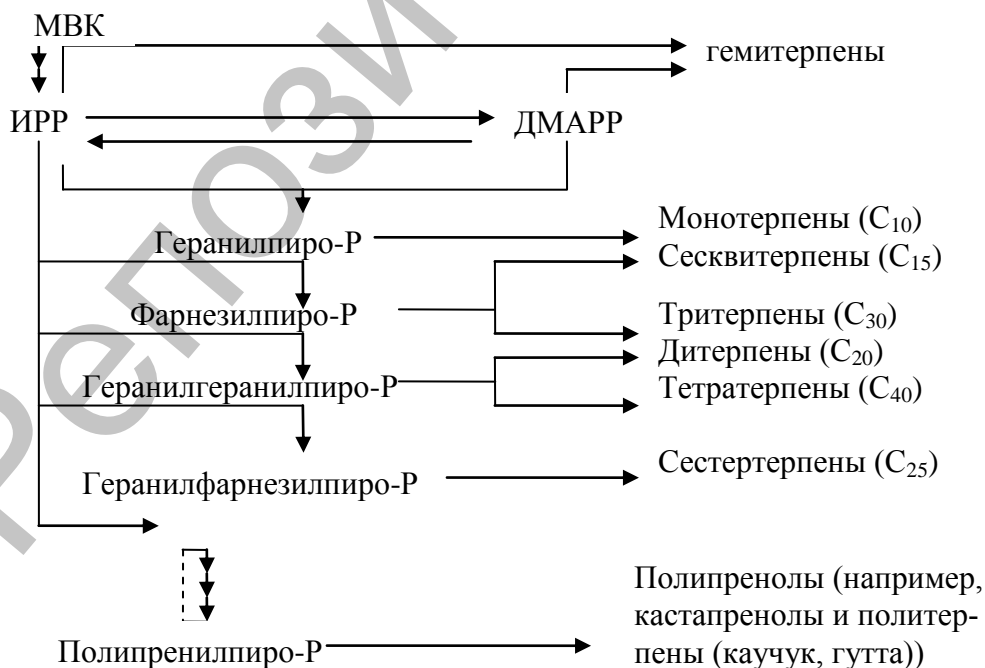 МВК
гемитерпены
ИРР
ДМАРР
Геранилпиро-Р
Монотерпены (C₁₀)
Сесквитерпены (C₁₅)
Фарнезилпиро-Р
Тритерпены (C₃₀)
Дитерпены (C₂₀)
Геранилгеранилпиро-Р
Тетратерпены (C₄₀)
Геранилфарнезилпиро-Р
Сестертерпены (C₂₅)
Полипренолы (например,
кастапренолы и политер-
пены (каучук, гутта))
Полипренилпиро-Р
Репози